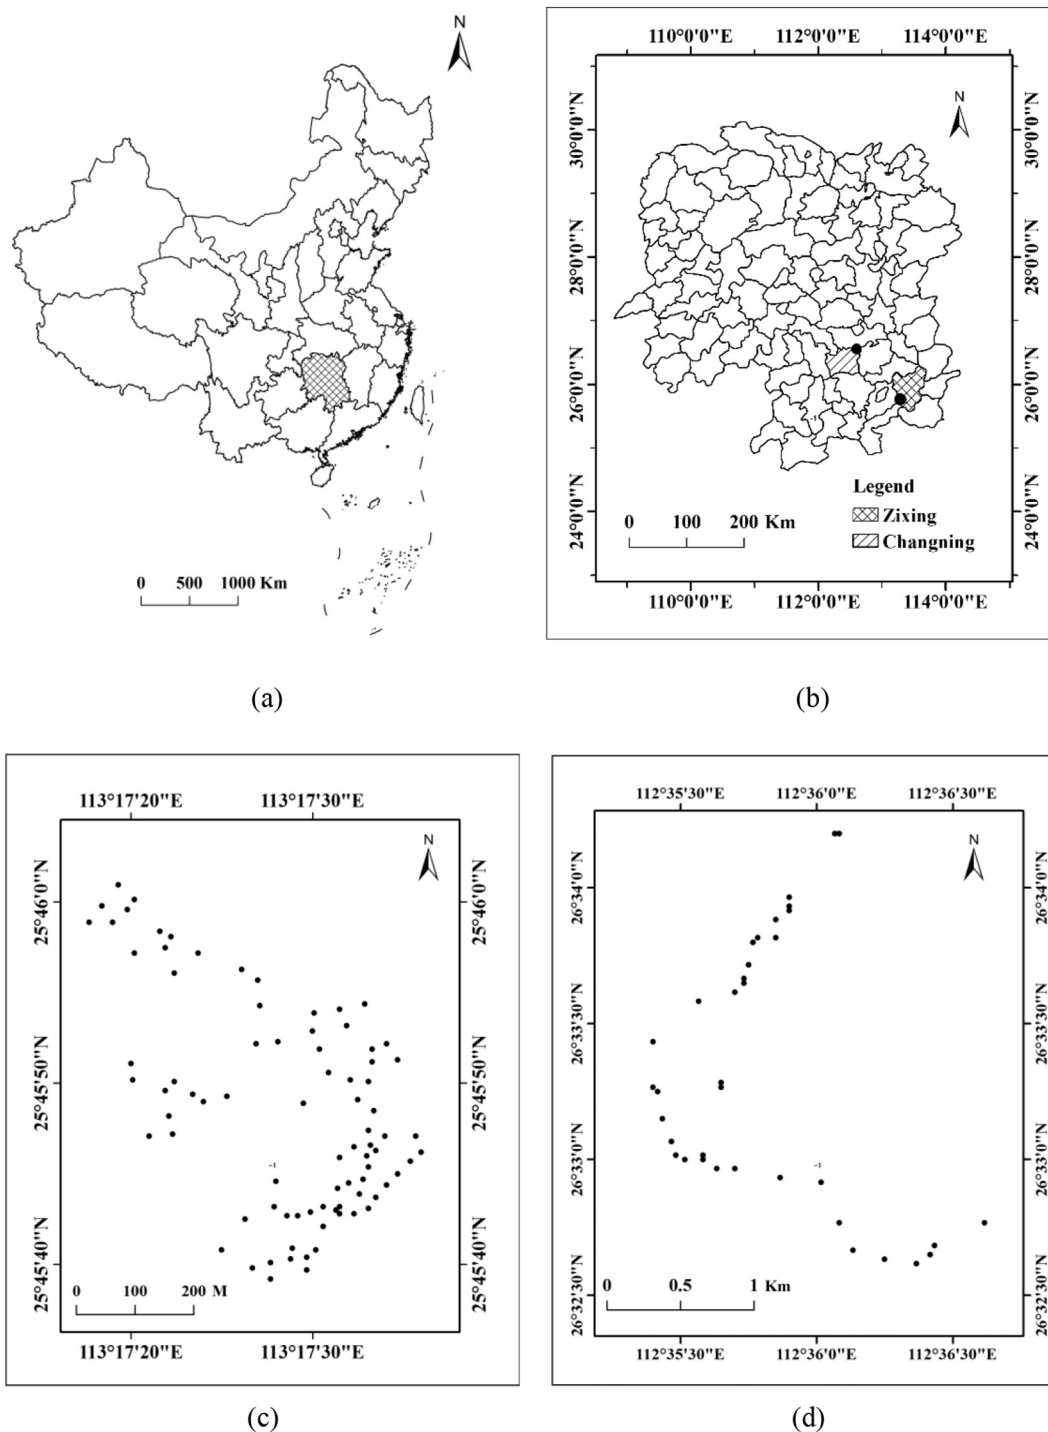 N
0 500 1000 Km
(a)
110°0'0"E 112°0'0"E 114°0'0"E
N
30°0'0"N
30°0'0"N
28°0'0"N
28°0'0"N
26°0'0"N
26°0'0"N
24°0'0"N
24°0'0"N
Legend
Zixing
Changning
0 100 200 Km
110°0'0"E 112°0'0"E 114°0'0"E
(b)
113°17'20"E 113°17'30"E
N
25°46'0"N
25°46'0"N
25°45'50"N
25°45'50"N
25°45'40"N
25°45'40"N
0 100 200 M
113°17'20"E 113°17'30"E
(c)
112°35'30"E 112°36'0"E 112°36'30"E
N
26°34'0"N
26°34'0"N
26°33'30"N
26°33'30"N
26°33'0"N
26°33'0"N
26°32'30"N
26°32'30"N
0 0.5 1 Km
112°35'30"E 112°36'0"E 112°36'30"E
(d)